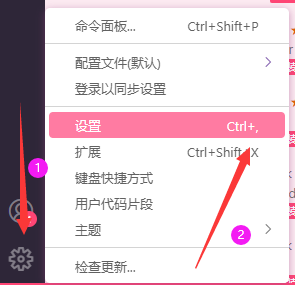 命令面板... Ctrl+Shift+P
配置文件(默认)
登录以同步设置
设置 Ctrl+,
扩展 Ctrl+Shift+X
键盘快捷方式
用户代码片段
主题
检查更新...
1
2